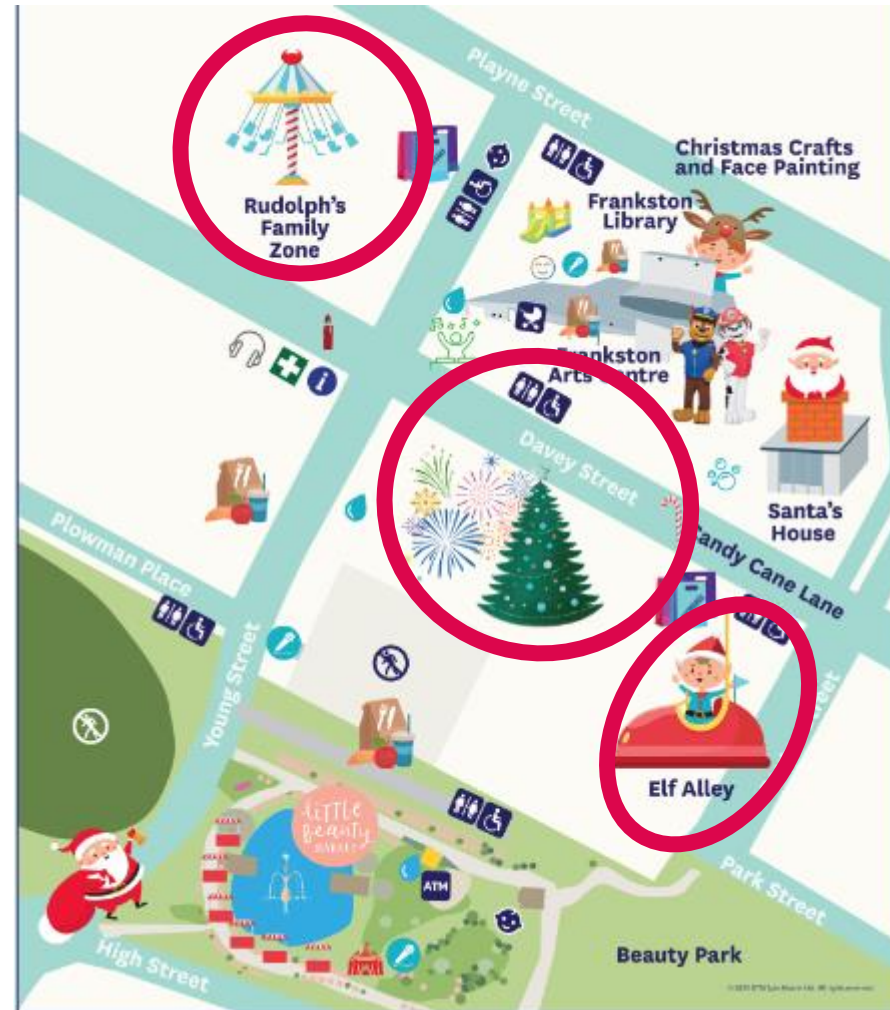 Playne Street
Christmas Crafts
and Face Painting
Rudolph's
Family
Zone
Frankston
Library
Frankston
Arts Centre
Davey Street
Santa's
House
Candy Cane Lane
Plowman Place
Young Street
Elf Alley
little
Beauty
MARKET
ATM
Park Street
High Street
Beauty Park